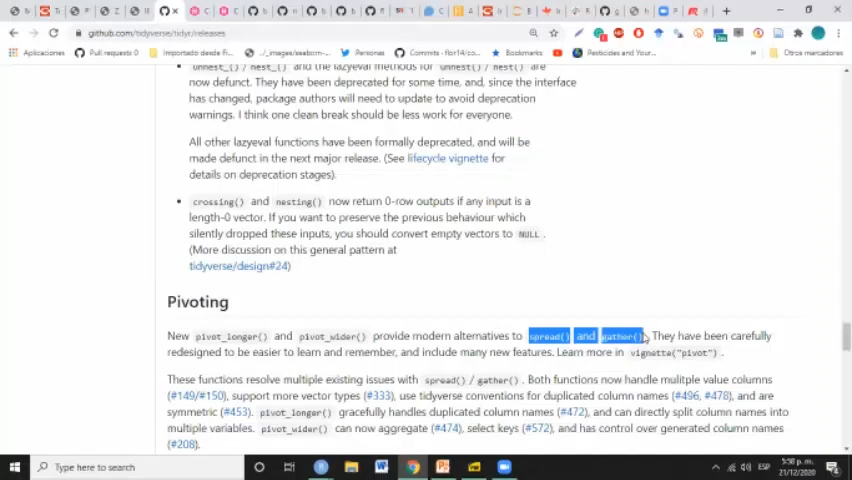 github.com/tidyverse/tidyr/releases
Aplicaciones
Pull requests 0
Importado desde fi...
../_images/seaborn-...
Personas
Commits · flor14/co...
Bookmarks
Pesticides and Your...
Otros marcadores
unnest_() / nest_() and the lazyeval methods for unnest() / nest() are
now defunct. They have been deprecated for some time, and, since the interface
has changed, package authors will need to update to avoid deprecation
warnings. I think one clean break should be less work for everyone.
All other lazyeval functions have been formally deprecated, and will be
made defunct in the next major release. (See lifecycle vignette for
details on deprecation stages).
• crossing() and nesting() now return 0-row outputs if any input is a
length-0 vector. If you want to preserve the previous behaviour which
silently dropped these inputs, you should convert empty vectors to NULL .
(More discussion on this general pattern at
tidyverse/design#24)
Pivoting
New pivot_longer() and pivot_wider() provide modern alternatives to spread() and gather() . They have been carefully
redesigned to be easier to learn and remember, and include many new features. Learn more in vignette("pivot") .
These functions resolve multiple existing issues with spread() / gather() . Both functions now handle mulitple value columns
(#149/#150), support more vector types (#333), use tidyverse conventions for duplicated column names (#496, #478), and are
symmetric (#453). pivot_longer() gracefully handles duplicated column names (#472), and can directly split column names into
multiple variables. pivot_wider() can now aggregate (#474), select keys (#572), and has control over generated column names
(#208).
Type here to search
ESP
5:58 p. m.
21/12/2020